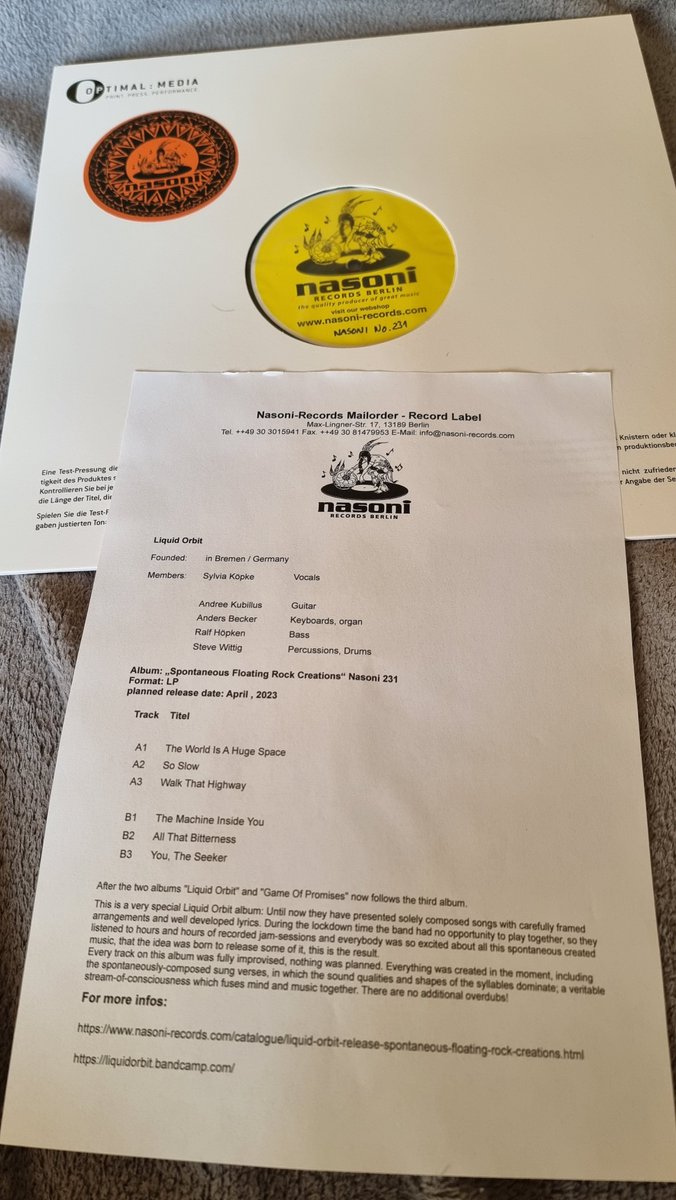 OPTIMAL : MEDIA
PRINT. PRESS. PERFORMANCE.
nasoni
nasoni
RECORDS BERLIN
the quality producer of great music
visit our webshop
www.nasoni-records.com
NASONI No. 231
Eine Test-Pressung die
tigkeit des Produktes s
Kontrollieren Sie bei je
die Länge der Titel, die
Spielen Sie die Test-F
gaben justierten Ton
Knistern oder kl
n produktionsbe
nicht zufrieden
r Angabe der Se
Nasoni-Records Mailorder - Record Label
Max-Lingner-Str. 17, 13189 Berlin
Tel. ++49 30 3015941 Fax. ++49 30 81479953 E-Mail: info@nasoni-records.com
nasoni
RECORDS BERLIN
Liquid Orbit
Founded: in Bremen / Germany
Members: Sylvia Köpke Vocals
Andree Kubillus Guitar
Anders Becker Keyboards, organ
Ralf Höpken Bass
Steve Wittig Percussions, Drums
Album: „Spontaneous Floating Rock Creations“ Nasoni 231
Format: LP
planned release date: April , 2023
Track Titel
A1 The World Is A Huge Space
A2 So Slow
A3 Walk That Highway
B1 The Machine Inside You
B2 All That Bitterness
B3 You, The Seeker
After the two albums "Liquid Orbit" and "Game Of Promises" now follows the third album.
This is a very special Liquid Orbit album: Until now they have presented solely composed songs with carefully framed
arrangements and well developed lyrics. During the lockdown time the band had no opportunity to play together, so they
listened to hours and hours of recorded jam-sessions and everybody was so excited about all this spontaneous created
music, that the idea was born to release some of it, this is the result.
Every track on this album was fully improvised, nothing was planned. Everything was created in the moment, including
the spontaneously-composed sung verses, in which the sound qualities and shapes of the syllables dominate; a veritable
stream-of-consciousness which fuses mind and music together. There are no additional overdubs!
For more infos:
https://www.nasoni-records.com/catalogue/liquid-orbit-release-spontaneous-floating-rock-creations.html
https://liquidorbit.bandcamp.com/